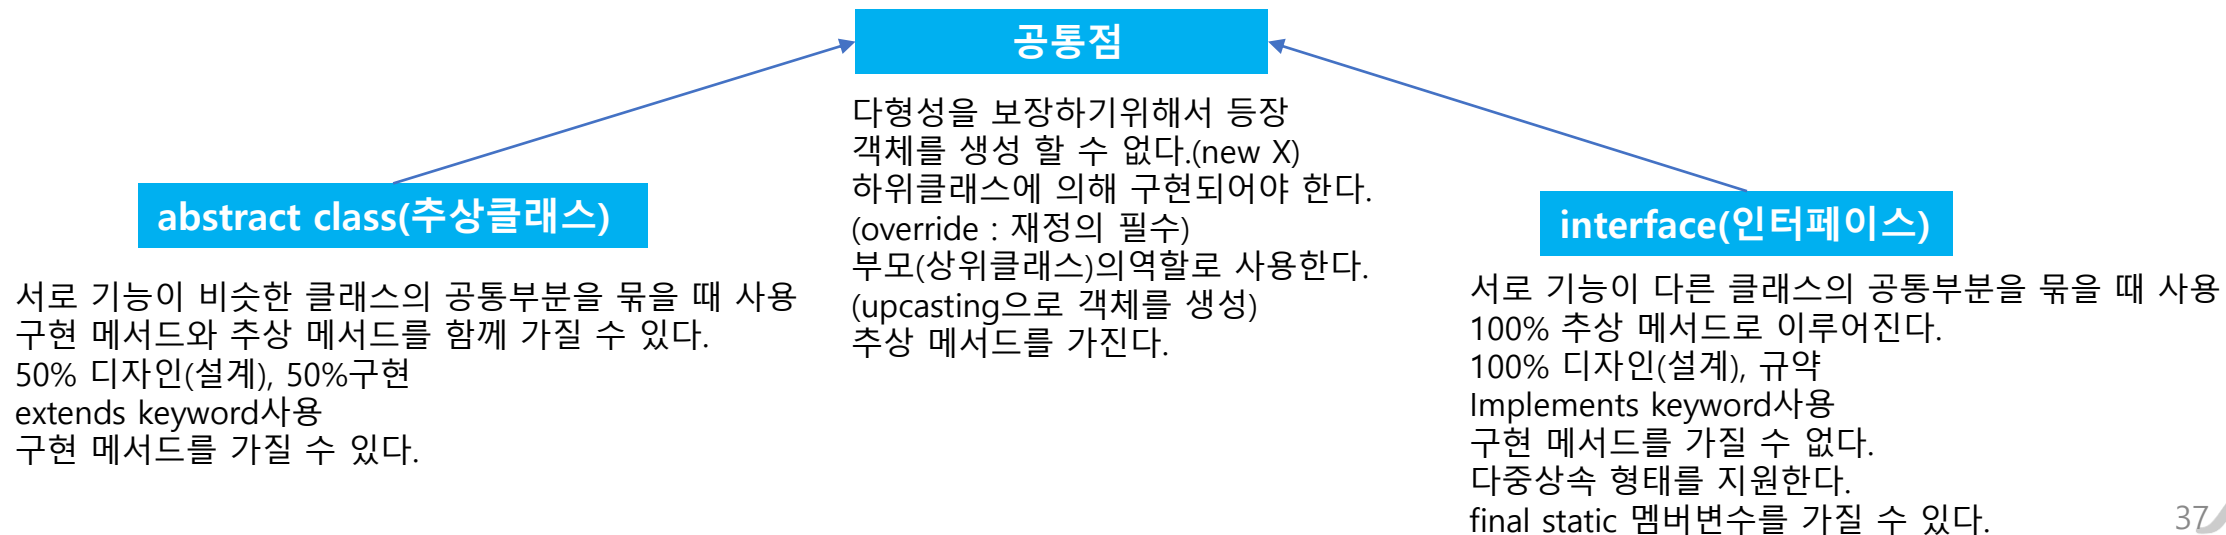 공통점
다형성을 보장하기위해서 등장
객체를 생성 할 수 없다.(new X)
하위클래스에 의해 구현되어야 한다.
(override : 재정의 필수)
부모(상위클래스)의역할로 사용한다.
(upcasting으로 객체를 생성)
추상 메서드를 가진다.
abstract class(추상클래스)
서로 기능이 비슷한 클래스의 공통부분을 묶을 때 사용
구현 메서드와 추상 메서드를 함께 가질 수 있다.
50% 디자인(설계), 50%구현
extends keyword사용
구현 메서드를 가질 수 있다.
interface(인터페이스)
서로 기능이 다른 클래스의 공통부분을 묶을 때 사용
100% 추상 메서드로 이루어진다.
100% 디자인(설계), 규약
Implements keyword사용
구현 메서드를 가질 수 없다.
다중상속 형태를 지원한다.
final static 멤버변수를 가질 수 있다.
37